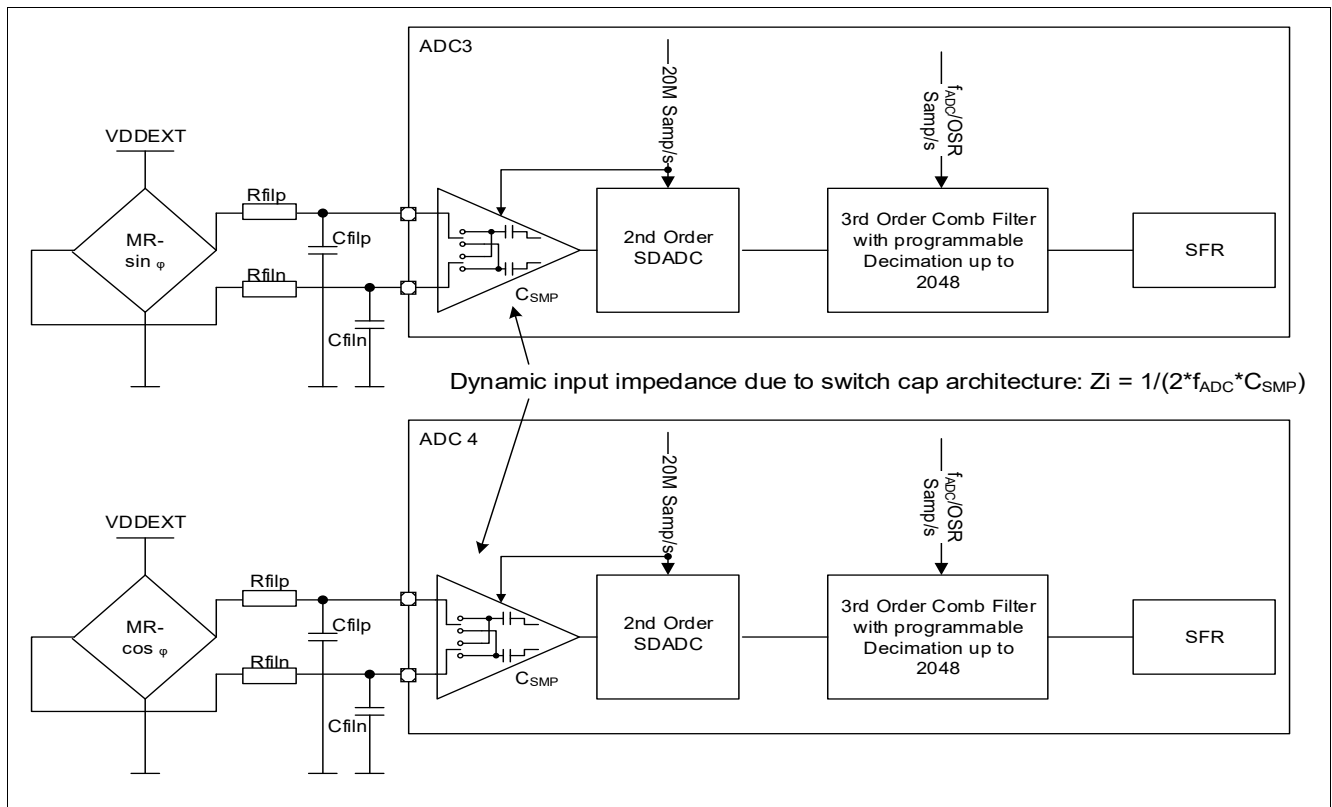 ADC3
20M Samp/s
fADC/OSR
Samp/s
VDDEXT
MR-
sin φ
Rfilp
Cfilp
Rfiln
Cfiln
CSMP
2nd Order
SDADC
3rd Order Comb Filter
with programmable
Decimation up to
2048
SFR
Dynamic input impedance due to switch cap architecture: Zi = 1/(2*fADC*CSMP)
ADC 4
20M Samp/s
fADC/OSR
Samp/s
VDDEXT
MR-
cos φ
Rfilp
Cfilp
Rfiln
Cfiln
CSMP
2nd Order
SDADC
3rd Order Comb Filter
with programmable
Decimation up to
2048
SFR